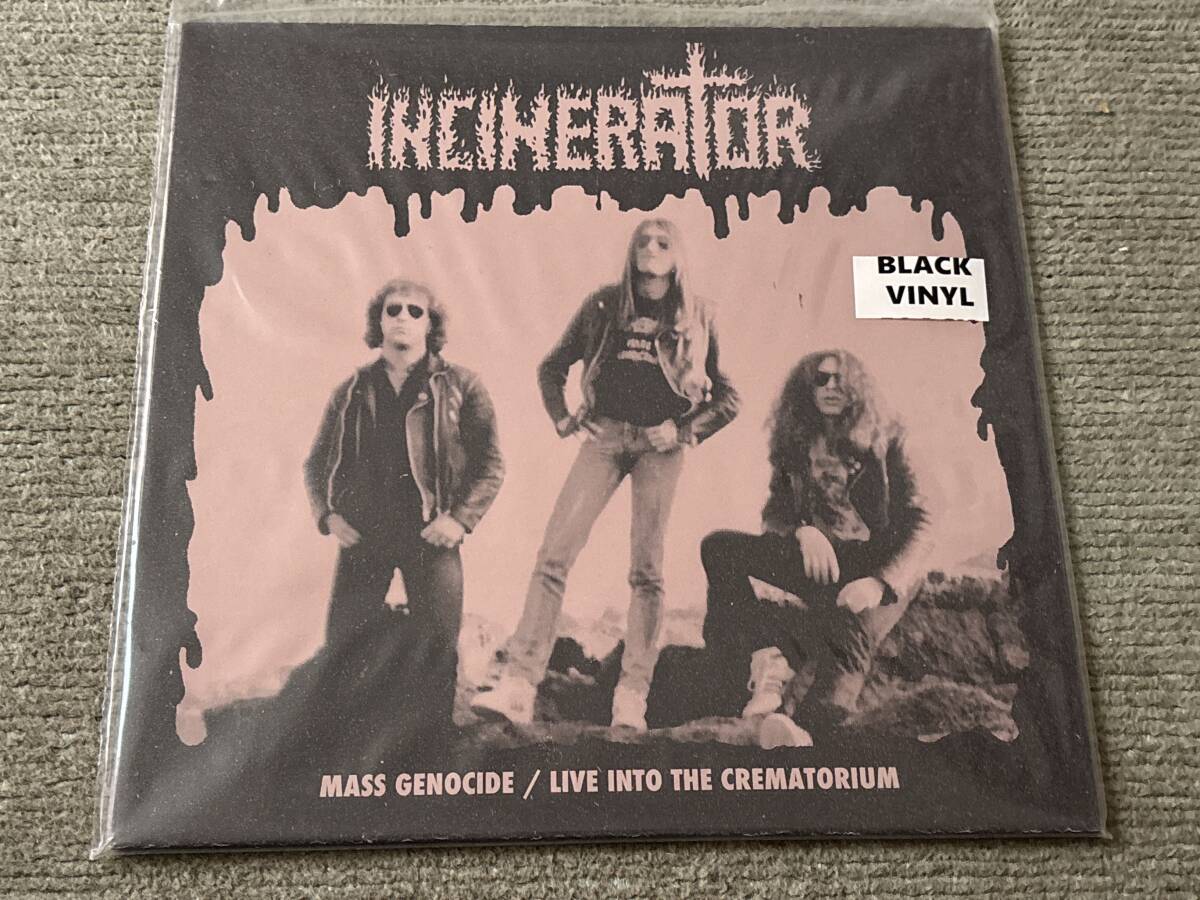 INCINERATOR
BLACK
VINYL
MASS GENOCIDE / LIVE INTO THE CREMATORIUM